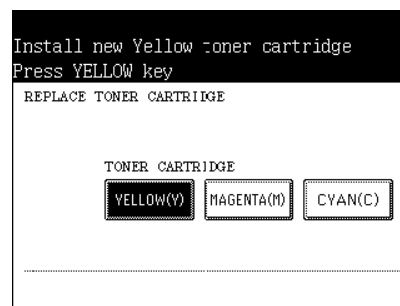 Install new Yellow toner cartridge
Press YELLOW key
REPLACE TONER CARTRIDGE
TONER CARTRIDGE
YELLOW(Y) MAGENTA(M) CYAN(C)